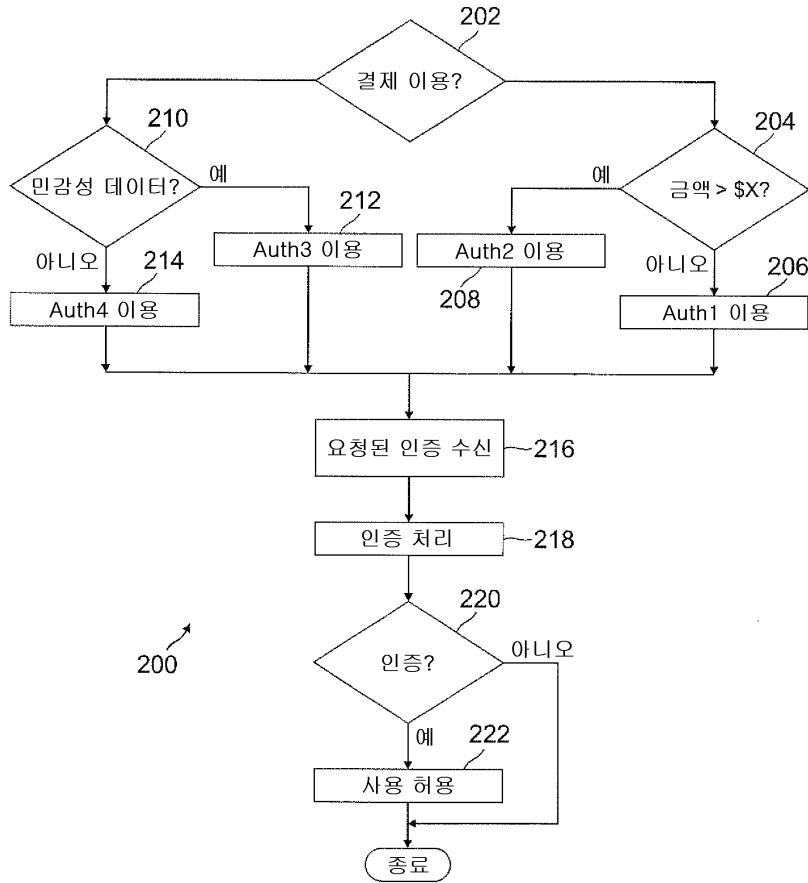 202
결제 이용?
210
204
민감성 데이터?
예
예
금액 > $X?
212
Auth3 이용
Auth2 이용
아니오
214
208
아니오
206
Auth4 이용
Auth1 이용
요청된 인증 수신
216
인증 처리
218
220
200
인증?
아니오
예
222
사용 허용
종료